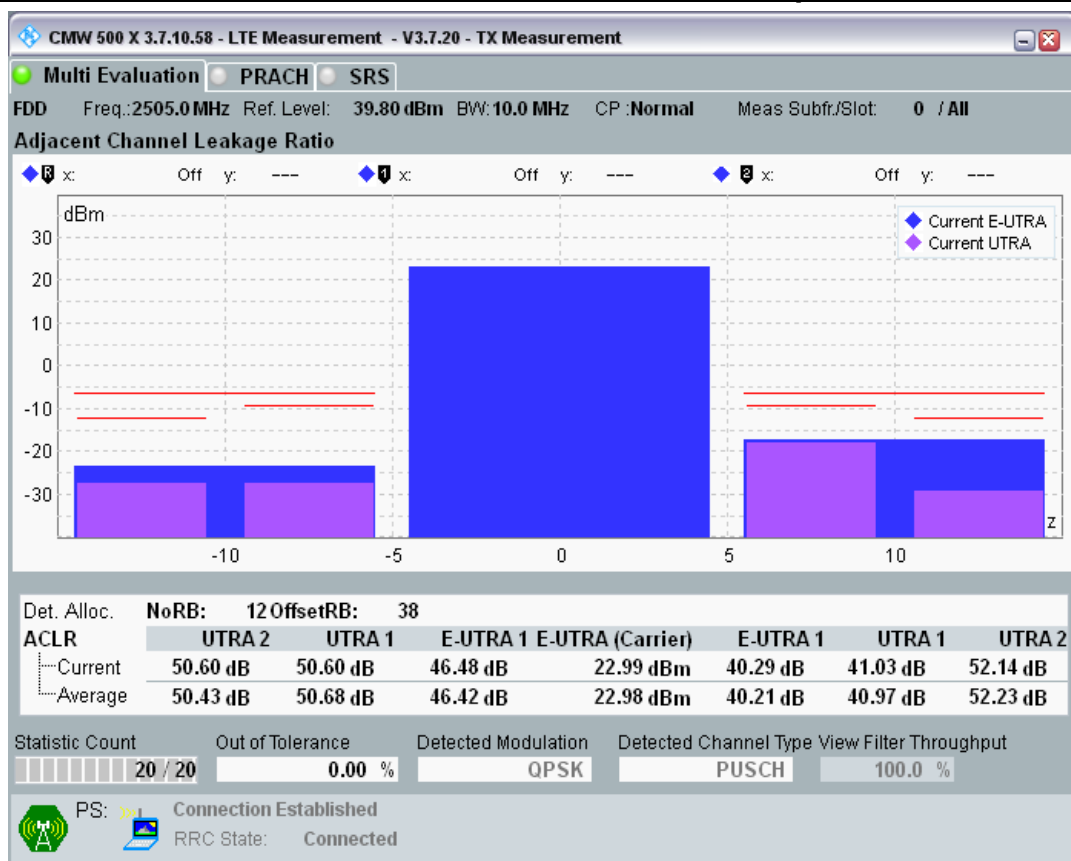 CMW 500 X 3.7.10.58 - LTE Measurement - V3.7.20 - TX Measurement
Multi Evaluation PRACH SRS
FDD Freq.:2505.0 MHz Ref. Level: 39.80 dBm BW:10.0 MHz CP :Normal Meas Subfr./Slot: 0 / All
Adjacent Channel Leakage Ratio
R x: Off y: --- 1 x: Off y: --- 2 x: Off y: ---
dBm
Current E-UTRA
Current UTRA
30
20
10
0
-10
-20
-30
z
-10 -5 0 5 10
Det. Alloc. NoRB: 12 OffsetRB: 38
ACLR UTRA 2 UTRA 1 E-UTRA 1 E-UTRA (Carrier) E-UTRA 1 UTRA 1 UTRA 2
Current 50.60 dB 50.60 dB 46.48 dB 22.99 dBm 40.29 dB 41.03 dB 52.14 dB
Average 50.43 dB 50.68 dB 46.42 dB 22.98 dBm 40.21 dB 40.97 dB 52.23 dB
Statistic Count Out of Tolerance Detected Modulation Detected Channel Type View Filter Throughput
20 / 20 0.00 % QPSK PUSCH 100.0 %
PS: Connection Established
RRC State: Connected